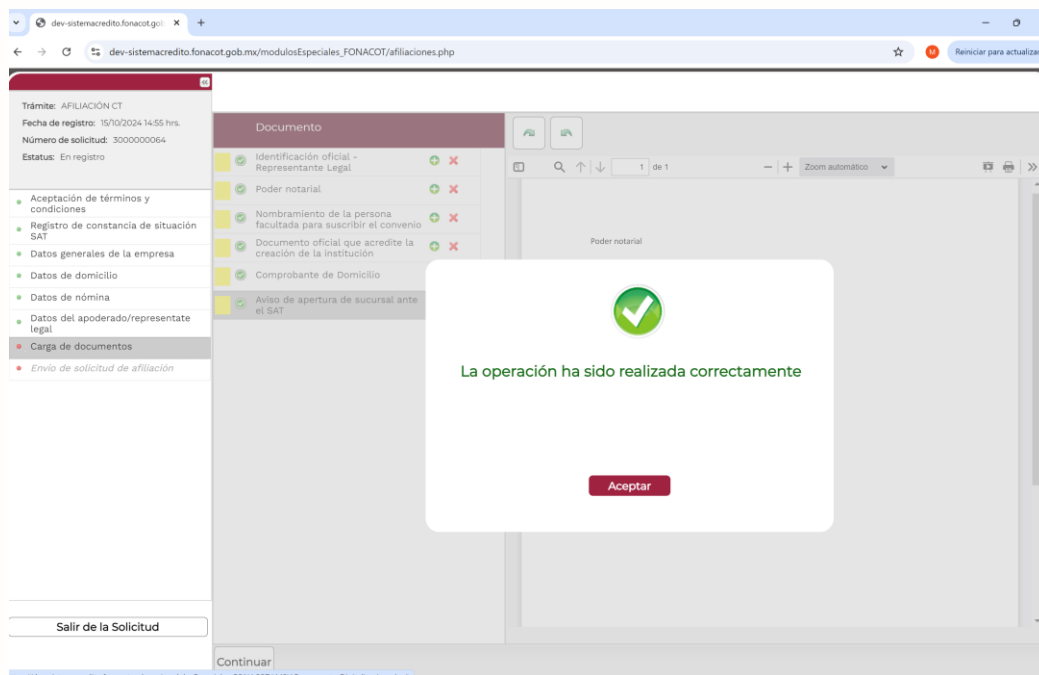 dev-sistemacredito.fonacot.gob
dev-sistemacredito.fonacot.gob.mx/modulosEspeciales_FONACOT/afiliaciones.php
M
Reiniciar para actualizar
Trámite: AFILIACIÓN CT
Fecha de registro: 15/10/2024 14:55 hrs.
Número de solicitud: 3000000064
Estatus: En registro
Aceptación de términos y
condiciones
Registro de constancia de situación
SAT
Datos generales de la empresa
Datos de domicilio
Datos de nómina
Datos del apoderado/representate
legal
Carga de documentos
Envío de solicitud de afiliación
Salir de la Solicitud
Documento
Identificación oficial -
Representante Legal
Poder notarial
Nombramiento de la persona
facultada para suscribir el convenio
Documento oficial que acredite la
creación de la institución
Comprobante de Domicilio
Aviso de apertura de sucursal ante
el SAT
Continuar
1 de 1
Zoom automático
Poder notarial
La operación ha sido realizada correctamente
Aceptar